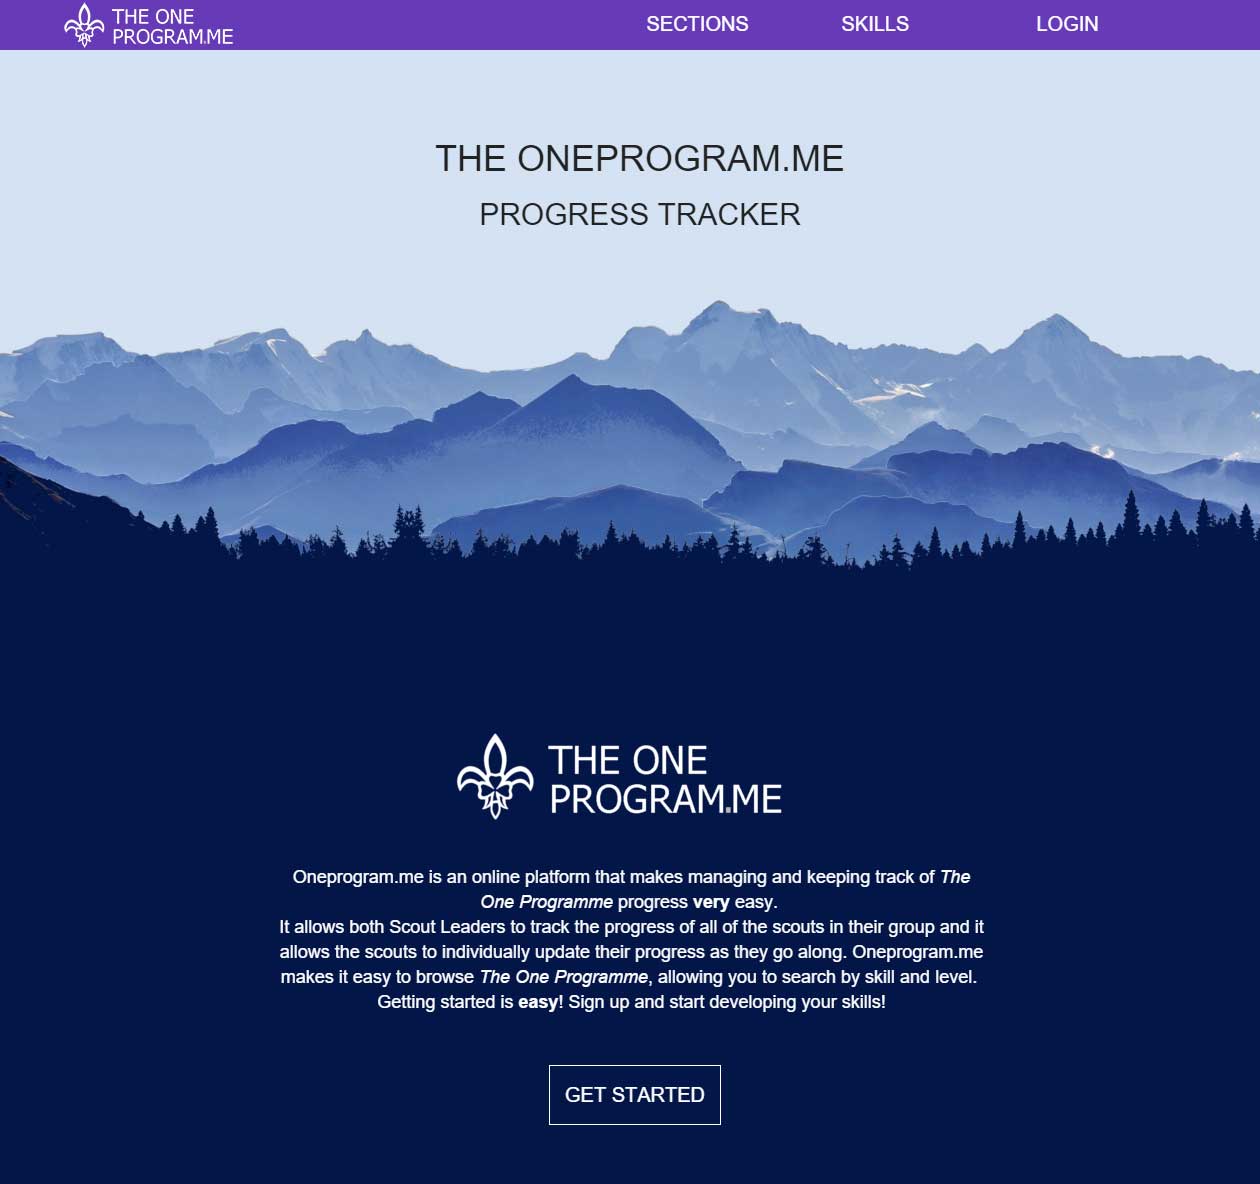 THE ONE
PROGRAM.ME
SECTIONS
SKILLS
LOGIN
THE ONEPROGRAM.ME
PROGRESS TRACKER
THE ONE
PROGRAM.ME
Oneprogram.me is an online platform that makes managing and keeping track of The
One Programme progress very easy.
It allows both Scout Leaders to track the progress of all of the scouts in their group and it
allows the scouts to individually update their progress as they go along. Oneprogram.me
makes it easy to browse The One Programme, allowing you to search by skill and level.
Getting started is easy! Sign up and start developing your skills!
GET STARTED